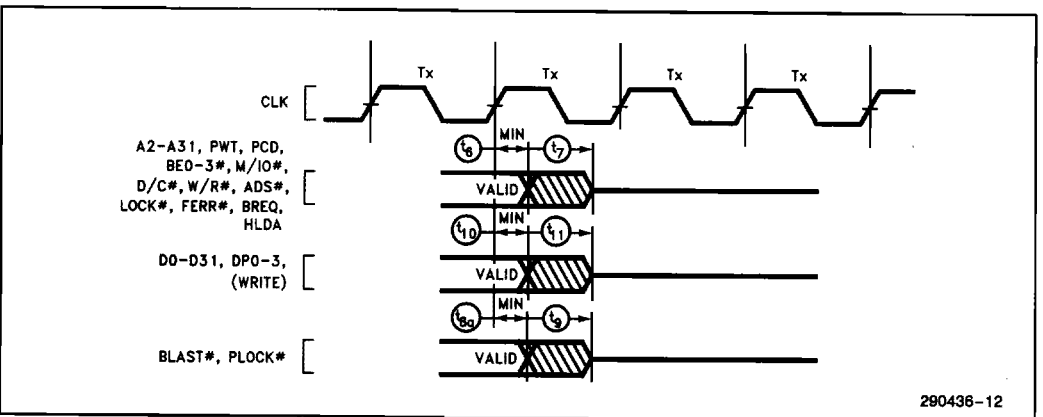 Tx Tx Tx Tx
CLK
A2-A31, PWT, PCD,
BE0-3#, M/IO#,
D/C#, W/R#, ADS#,
LOCK#, FERR#, BREQ,
HLDA
t6 MIN t7
VALID
D0-D31, DP0-3,
(WRITE)
t10 MIN t11
VALID
BLAST#, PLOCK#
t8a MIN t9
VALID
290436-12